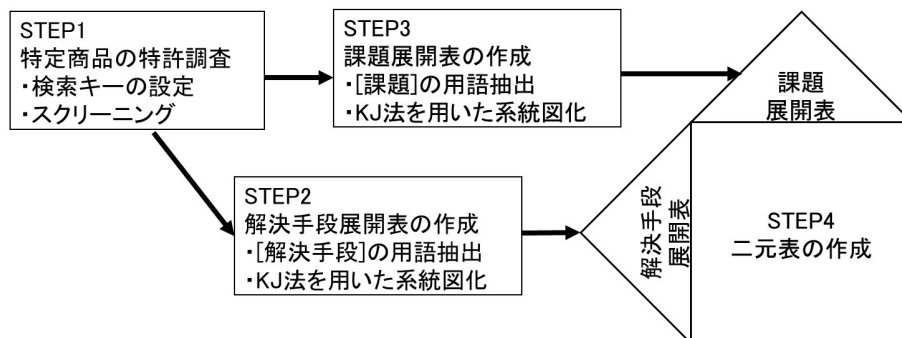 STEP1
特定商品の特許調査
・検索キーの設定
・スクリーニング
STEP3
課題展開表の作成
・[課題]の用語抽出
・KJ法を用いた系統図化
課題
展開表
STEP2
解決手段展開表の作成
・[解決手段]の用語抽出
・KJ法を用いた系統図化
解決手段
展開表
STEP4
二元表の作成